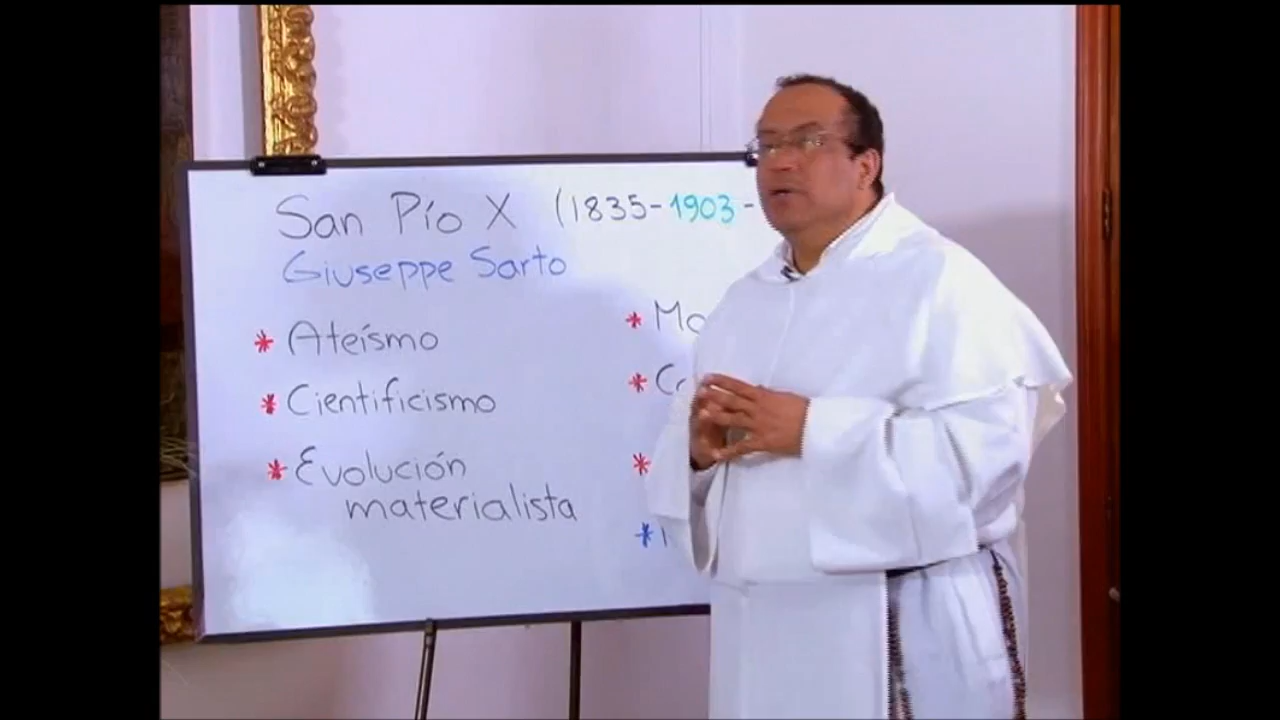 San Pío X (1835-1903-
Giuseppe Sarto
* Ateísmo
* Cientificismo
* Evolución
materialista
*
*
*
*